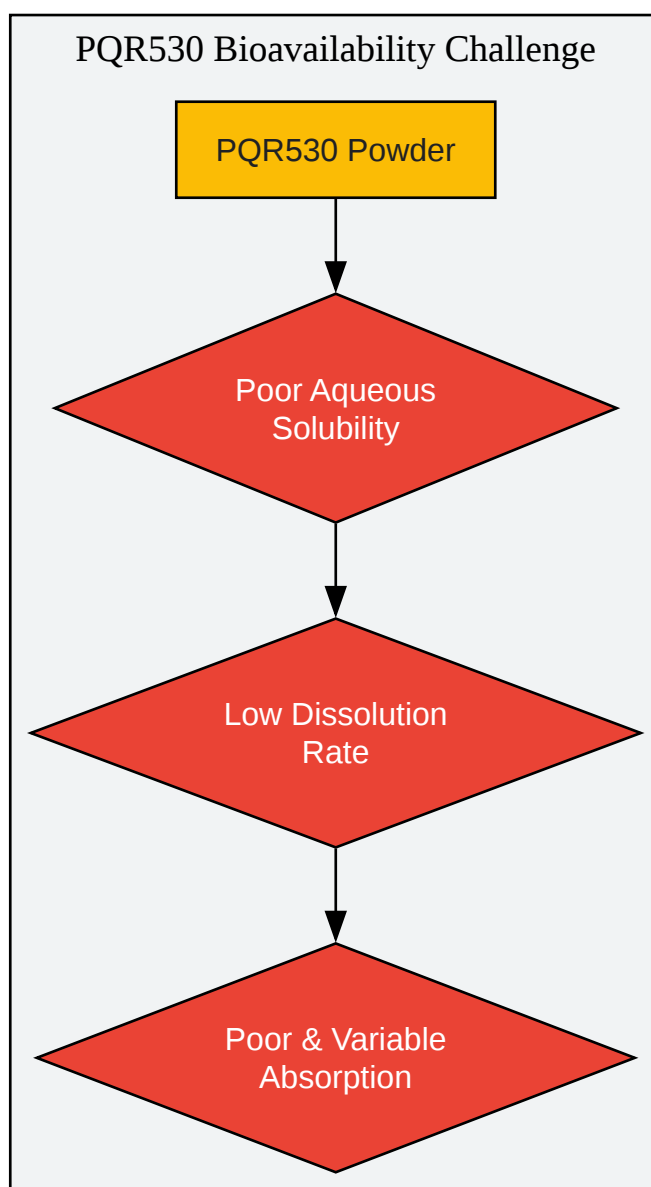 PQR530 Bioavailability Challenge
PQR530 Powder
Poor Aqueous
Solubility
Low Dissolution
Rate
Poor & Variable
Absorption